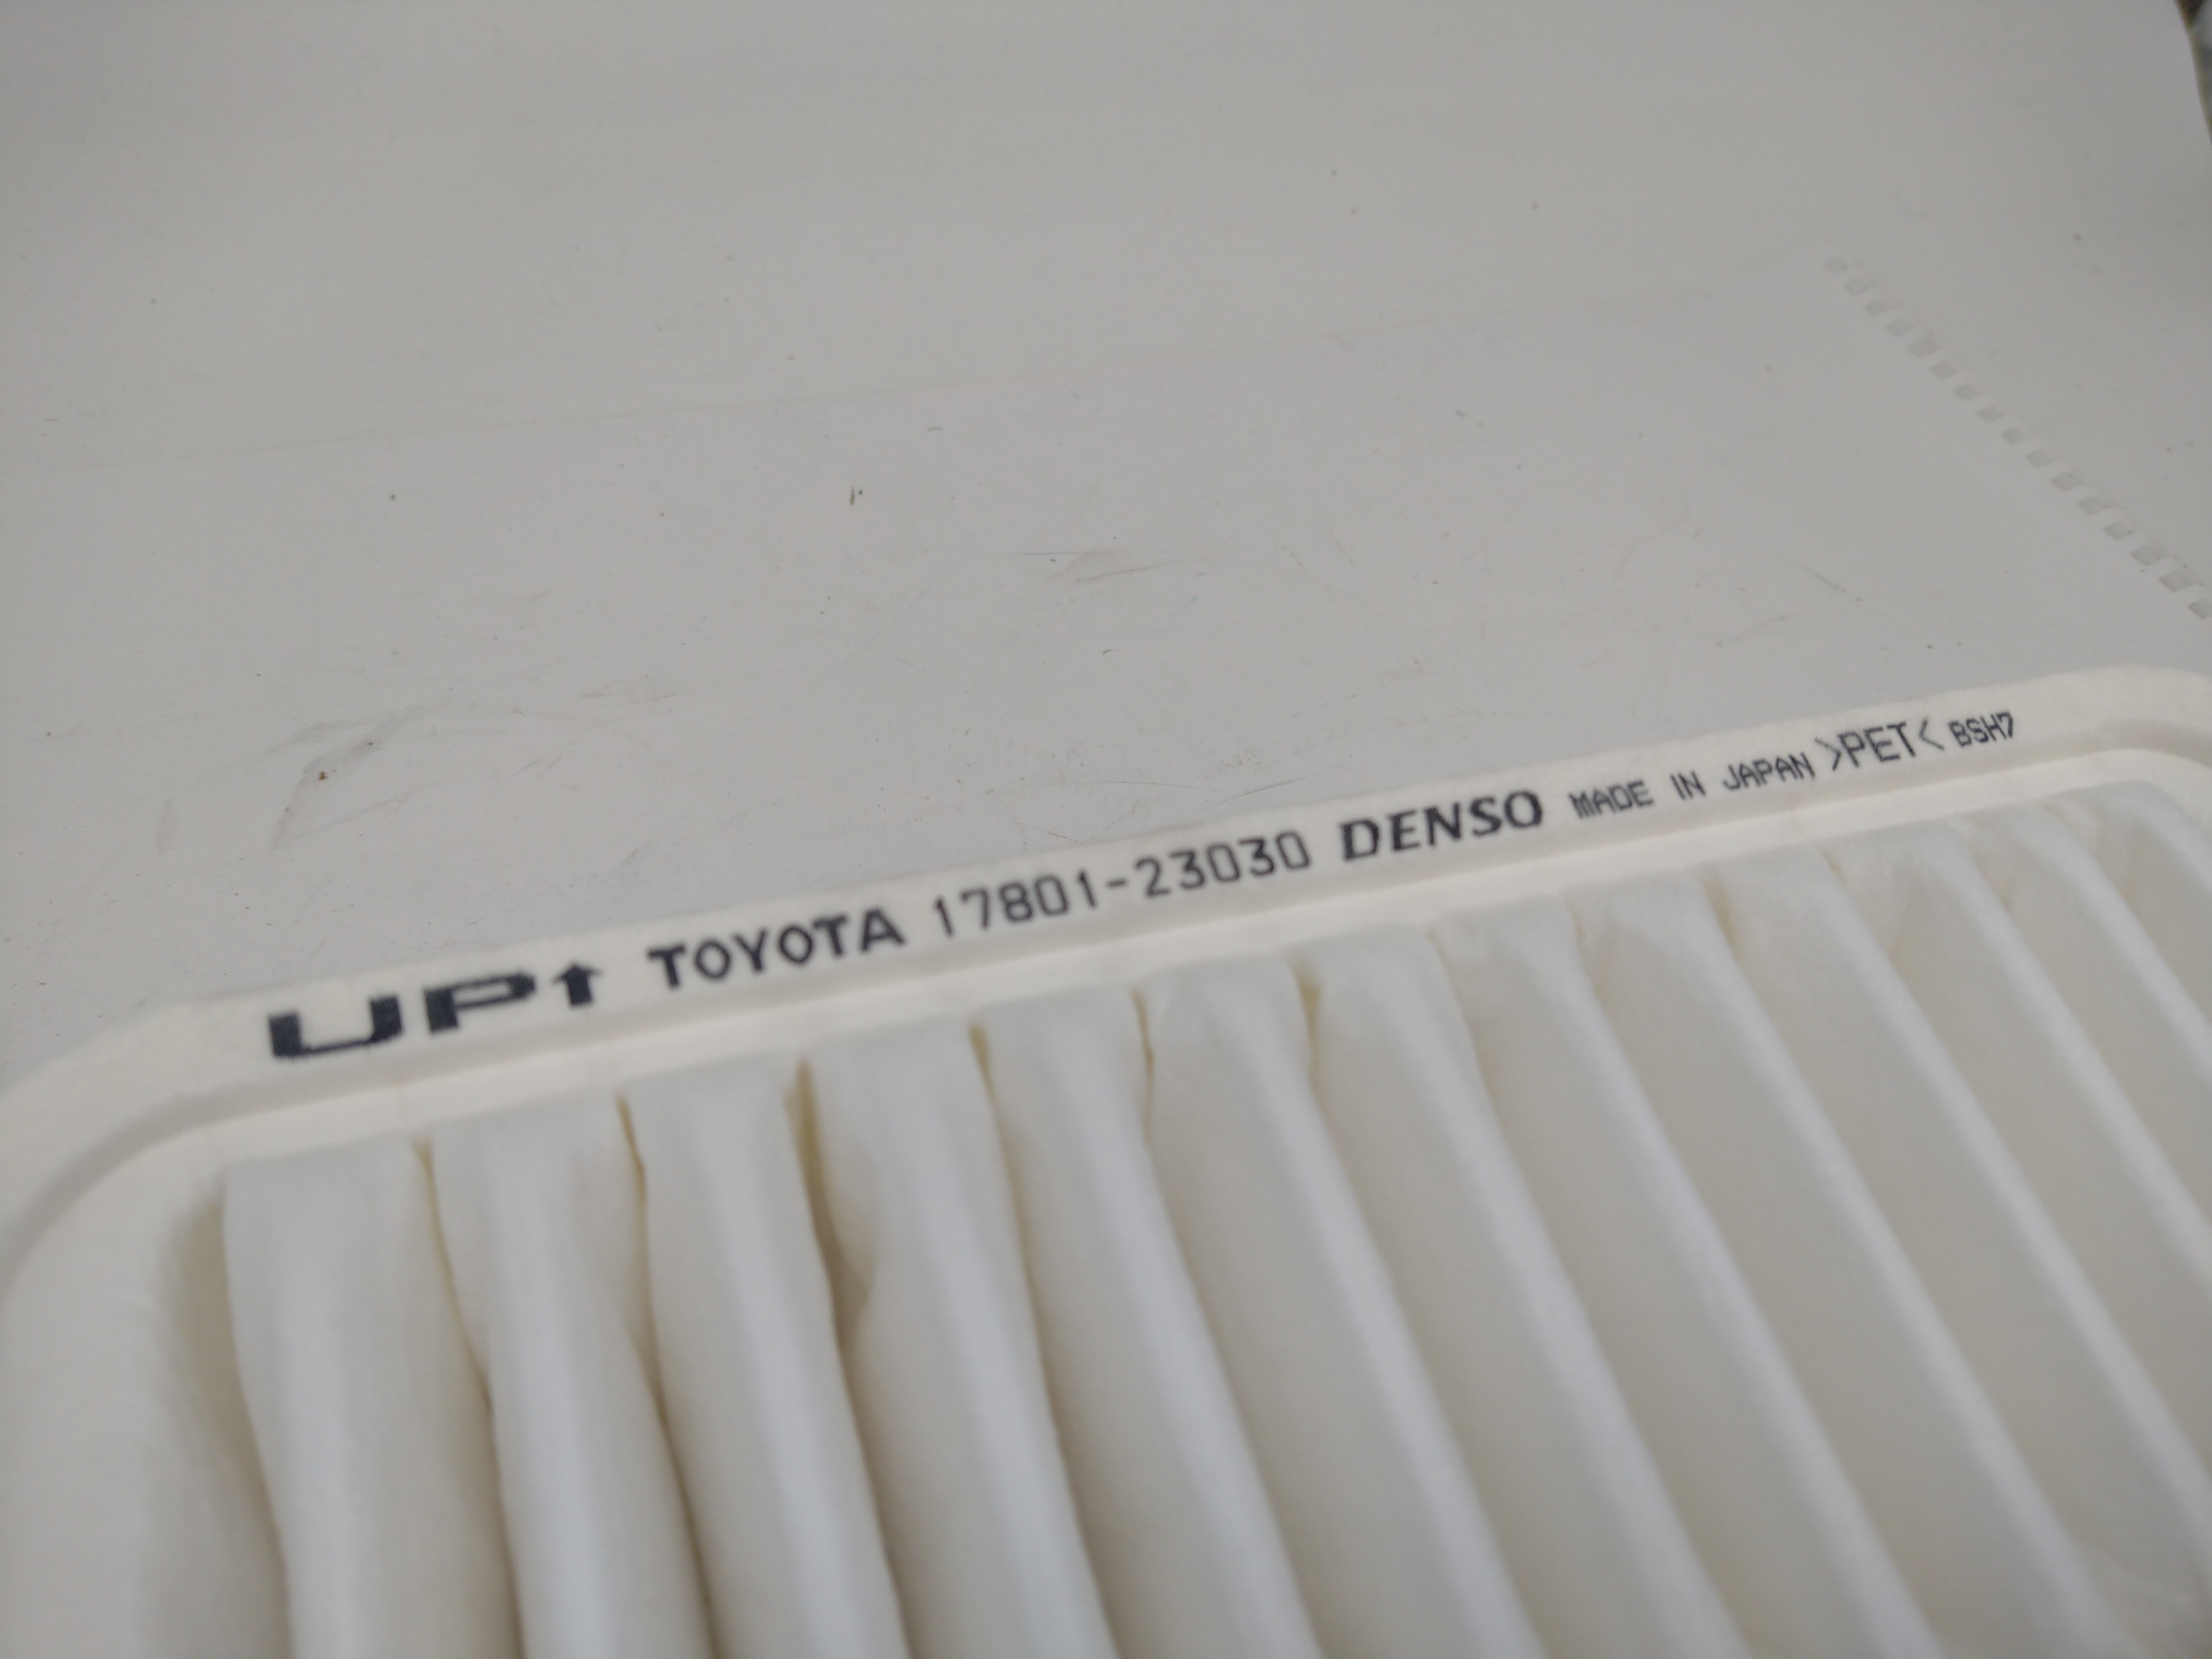 UP↑ TOYOTA 17801-23030 DENSO MADE IN JAPAN >PET< BSH7